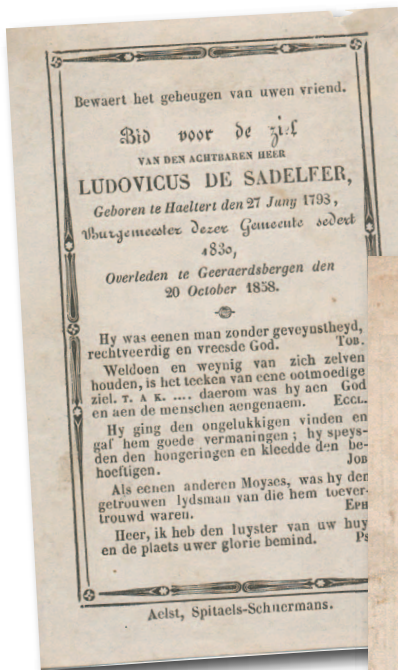 Bewaert het geheugen van uwen vriend.
Bid voor de ziel
VAN DEN ACHTBAREN HEER
LUDOVICUS DE SADELEER,
Geboren te Haeltert den 27 Juny 1793,
Burgemeester dezer Gemeente sedert
1830,
Overleden te Geeraerdsbergen den
20 October 1858.
Hy was eenen man zonder geveynstheyd,
rechtveerdig en vreesde God. TOB.
Weldoen en weynig van zich zelven
houden, is het teeken van eene ootmoedige
ziel. T. A K. .... daerom was hy aen God
en aen de menschen aengenaem. ECCL.
Hy ging den ongelukkigen vinden en
gaf hem goede vermaningen ; hy speys-
den den hongeringen en kleedde den be-
hoeftigen. JOB
Als eenen anderen Moyses, was hy den
getrouwen lydsman van die hem toever-
trouwd waren. EPH
Heer, ik heb den luyster van uw huy
en de plaets uwer glorie bemind. PS
Aelst, Spitaels-Schuermans.